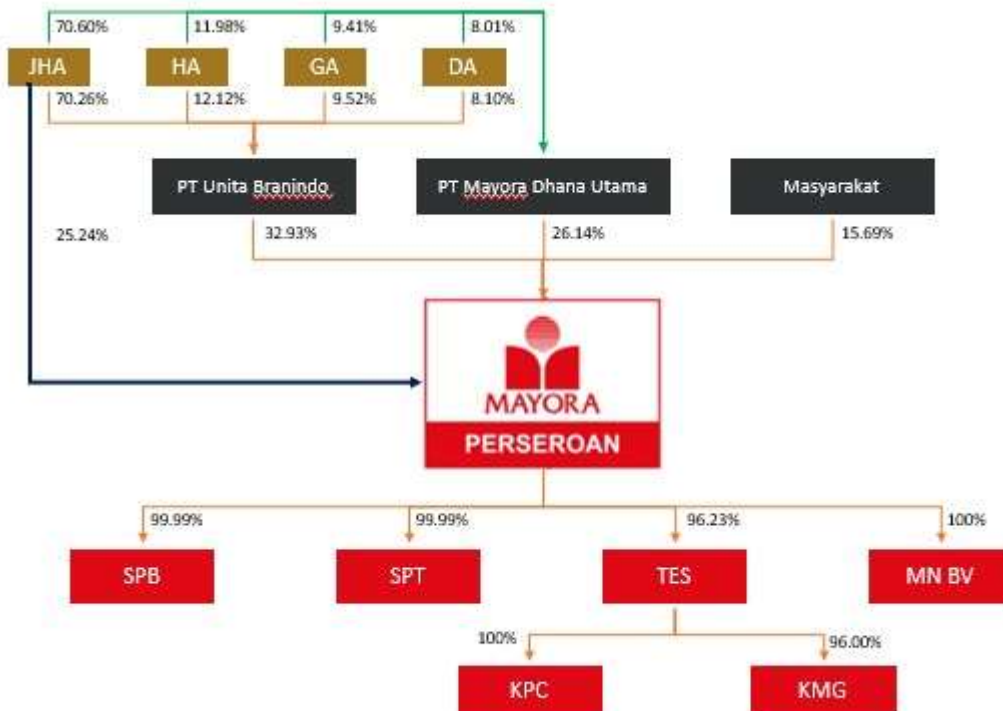 70.60% 11.98% 9.41% 8.01%
JHA HA GA DA
70.26% 12.12% 9.52% 8.10%
PT Unita Branindo PT Mayora Dhana Utama Masyarakat
25.24% 32.93% 26.14% 15.69%
MAYORA
PERSEROAN
99.99% 99.99% 96.23% 100%
SPB SPT TES MN BV
100% 96.00%
KPC KMG